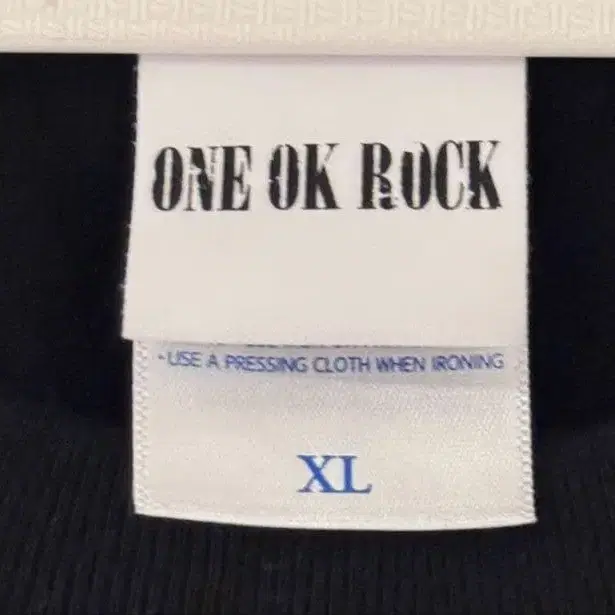 ONE OK ROCK
- USE A PRESSING CLOTH WHEN IRONING
XL